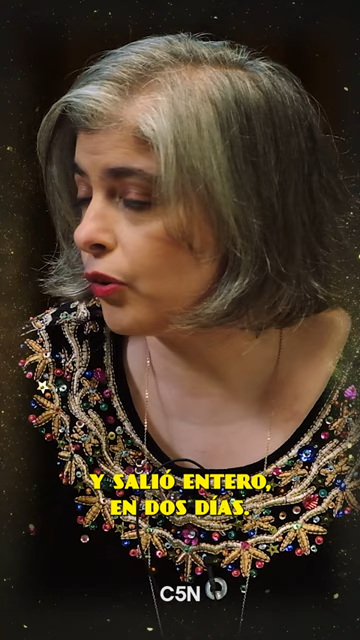 Y SALIÓ ENTERO,
EN DOS DÍAS.
C5N